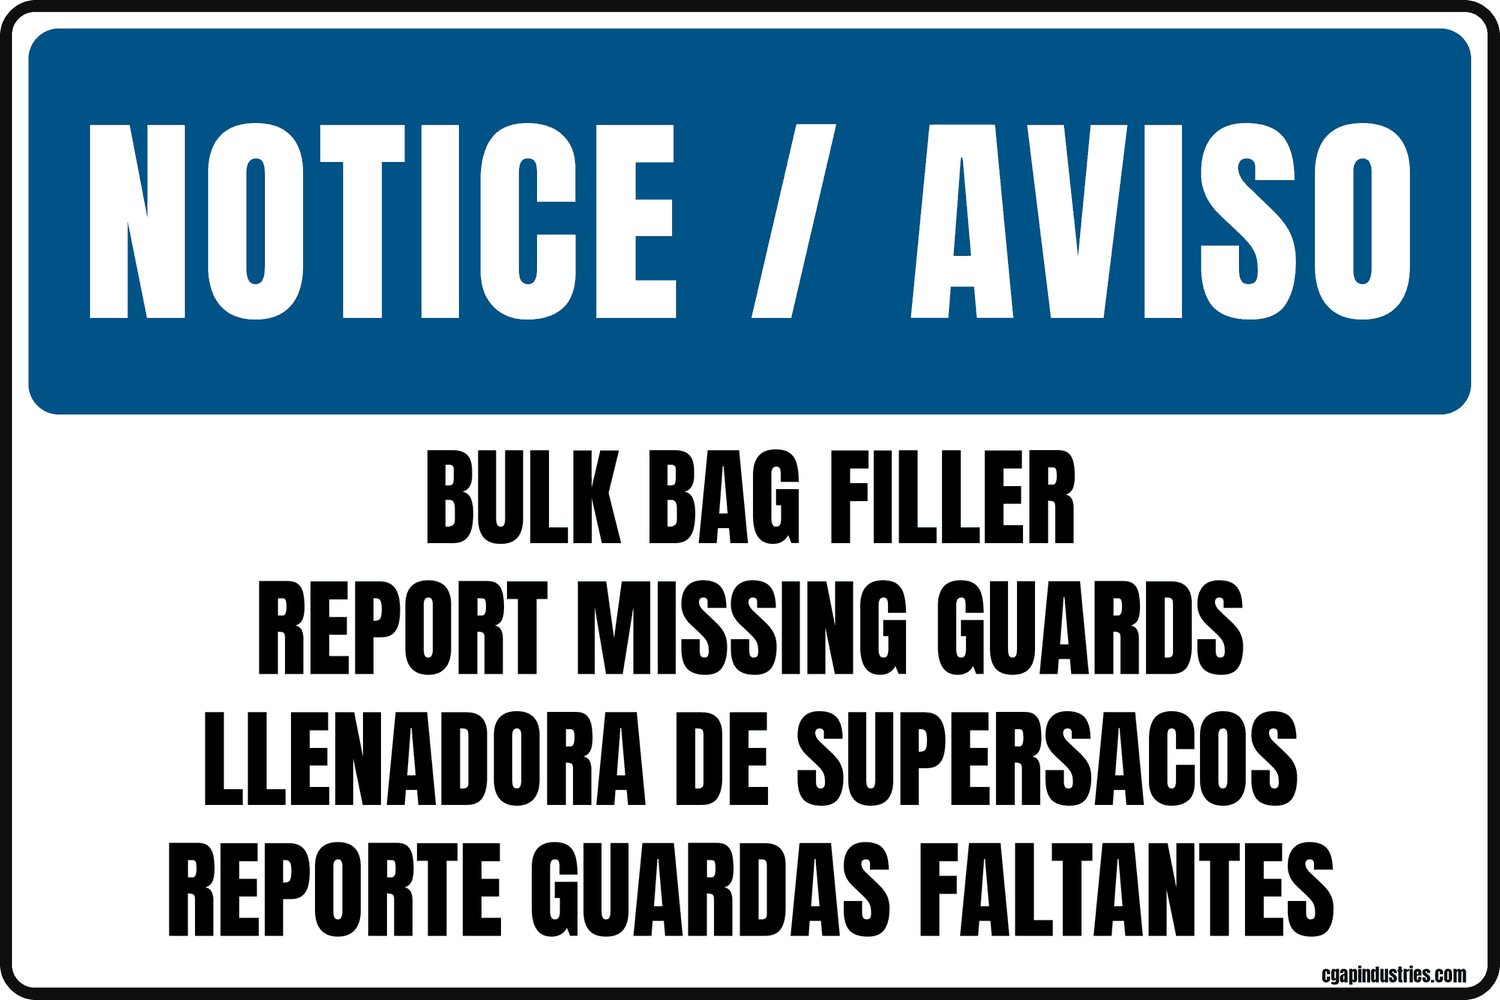 NOTICE / AVISO
BULK BAG FILLER
REPORT MISSING GUARDS
LLENADORA DE SUPERSACOS
REPORTE GUARDAS FALTANTES
cgapindustries.com